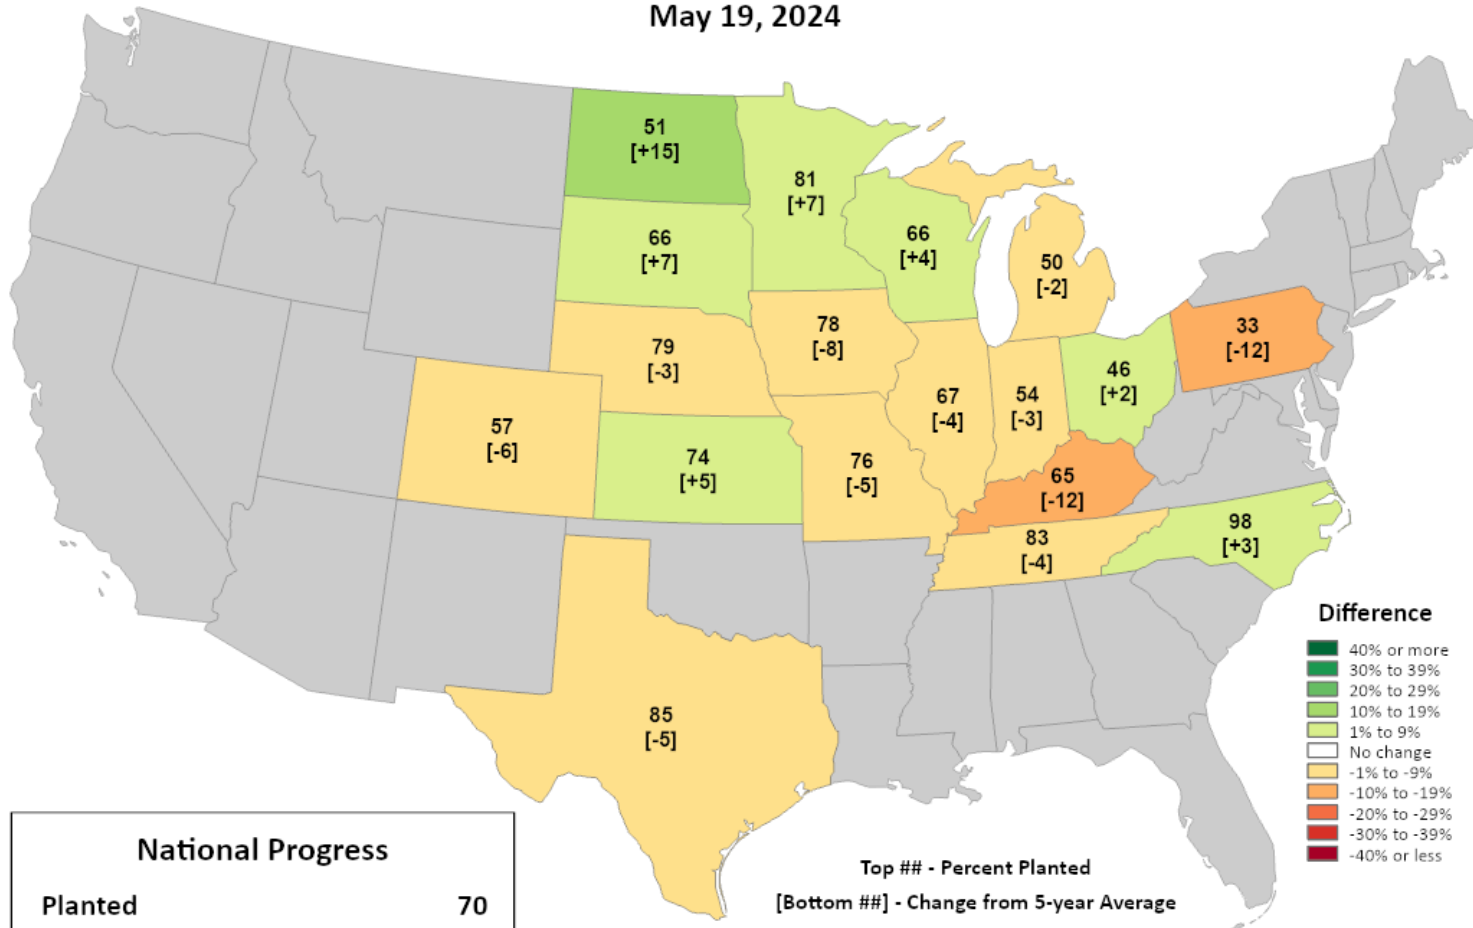 May 19, 2024
51
[+15]
81
[+7]
66
[+7]
66
[+4]
50
[-2]
78
[-8]
79
[-3]
33
[-12]
46
[+2]
67
[-4]
54
[-3]
57
[-6]
74
[+5]
76
[-5]
65
[-12]
83
[-4]
98
[+3]
85
[-5]
Difference
40% or more
30% to 39%
20% to 29%
10% to 19%
1% to 9%
No change
-1% to -9%
-10% to -19%
-20% to -29%
-30% to -39%
-40% or less
National Progress
Planted 70
Top ## - Percent Planted
[Bottom ##] - Change from 5-year Average